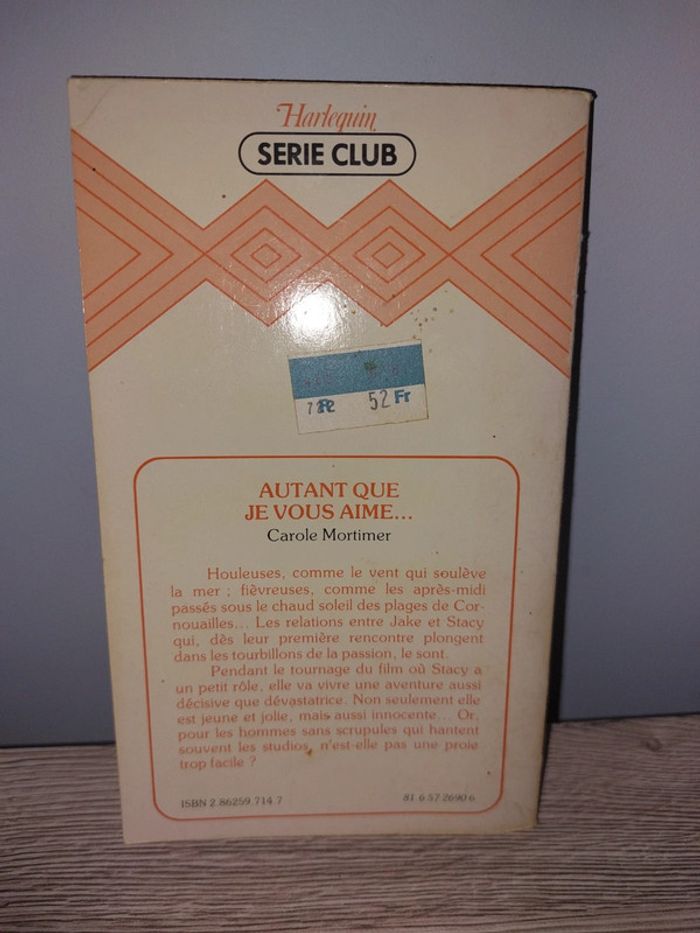 Harlequin
SERIE CLUB
52 Fr
AUTANT QUE
JE VOUS AIME...
Carole Mortimer
Houleuses, comme le vent qui soulève
la mer ; fiévreuses, comme les après-midi
passés sous le chaud soleil des plages de Cor-
nouailles... Les relations entre Jake et Stacy
qui, dès leur première rencontre plongent
dans les tourbillons de la passion, le sont.
Pendant le tournage du film où Stacy a
un petit rôle, elle va vivre une aventure aussi
décisive que dévastatrice. Non seulement elle
est jeune et jolie, mais aussi innocente... Or,
pour les hommes sans scrupules qui hantent
souvent les studios, n'est-elle pas une proie
trop facile ?
ISBN 2.86259.714.7
81 6 57 2690 6